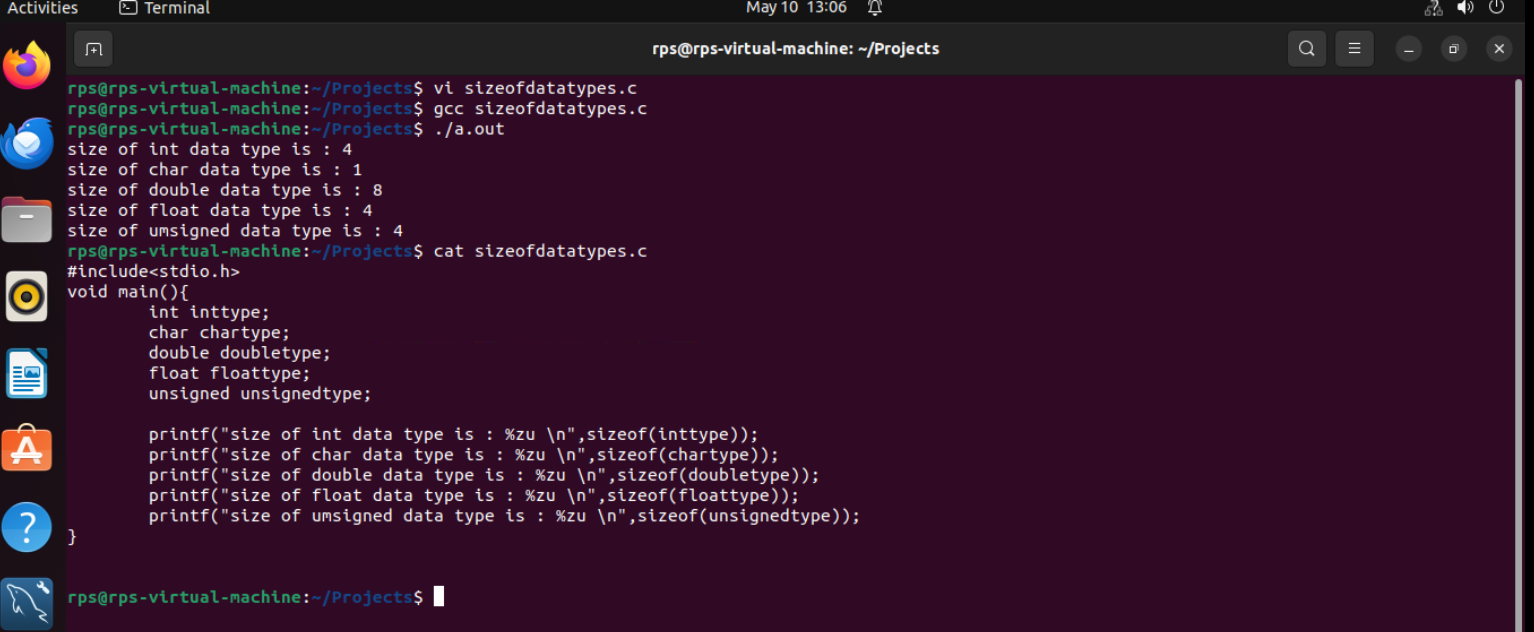 Activities Terminal May 10 13:06
rps@rps-virtual-machine: ~/Projects
rps@rps-virtual-machine:~/Projects$ vi sizeofdatatypes.c
rps@rps-virtual-machine:~/Projects$ gcc sizeofdatatypes.c
rps@rps-virtual-machine:~/Projects$ ./a.out
size of int data type is : 4
size of char data type is : 1
size of double data type is : 8
size of float data type is : 4
size of umsigned data type is : 4
rps@rps-virtual-machine:~/Projects$ cat sizeofdatatypes.c
#include<stdio.h>
void main(){
        int inttype;
        char chartype;
        double doubletype;
        float floattype;
        unsigned unsignedtype;

        printf("size of int data type is : %zu \n",sizeof(inttype));
        printf("size of char data type is : %zu \n",sizeof(chartype));
        printf("size of double data type is : %zu \n",sizeof(doubletype));
        printf("size of float data type is : %zu \n",sizeof(floattype));
        printf("size of umsigned data type is : %zu \n",sizeof(unsignedtype));
}
rps@rps-virtual-machine:~/Projects$